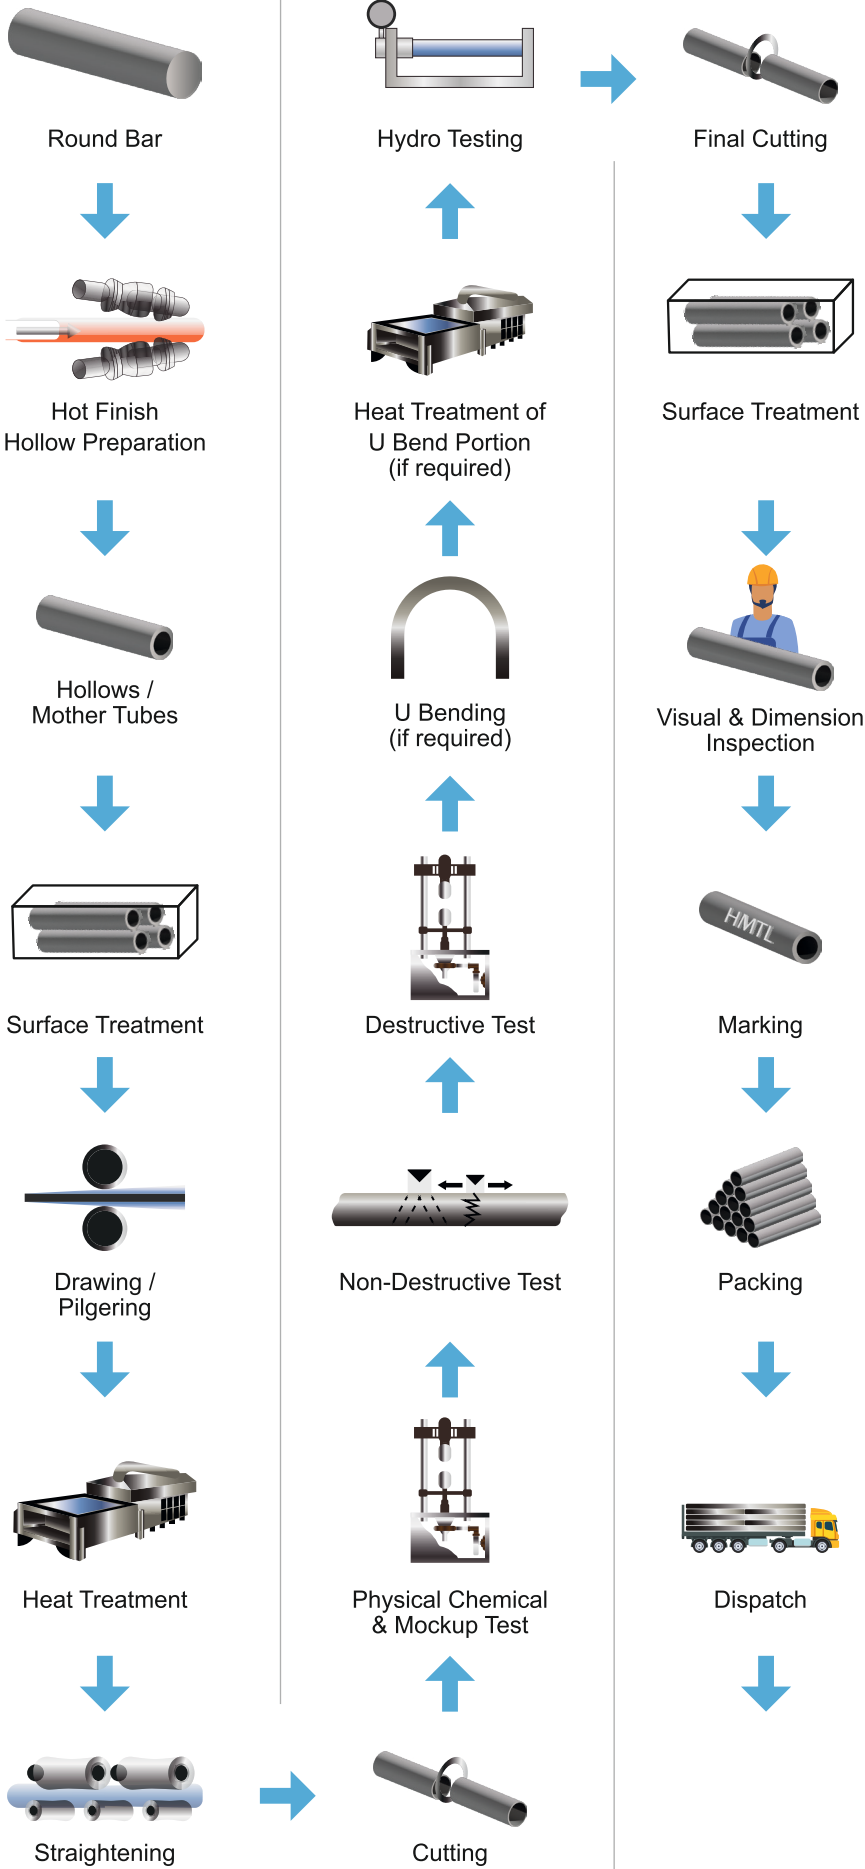 Round Bar
Hot Finish
Hollow Preparation
Hollows /
Mother Tubes
Surface Treatment
Drawing /
Pilgering
Heat Treatment
Straightening
Cutting
Physical Chemical
& Mockup Test
Non-Destructive Test
Destructive Test
U Bending
(if required)
Heat Treatment of
U Bend Portion
(if required)
Hydro Testing
Final Cutting
Surface Treatment
Visual & Dimension
Inspection
HMTL
Marking
Packing
Dispatch